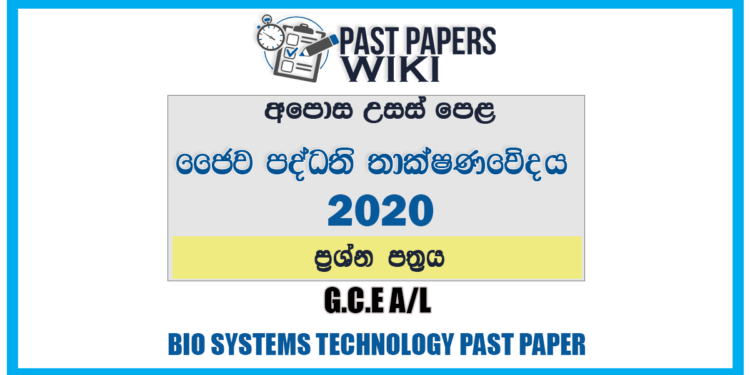 PAST PAPERS
WIKI
අපොස උසස් පෙළ
ජෛව පද්ධති තාක්ෂණවේදය
2020
ප්‍රශ්න පත්‍රය
G.C.E A/L
BIO SYSTEMS TECHNOLOGY PAST PAPER